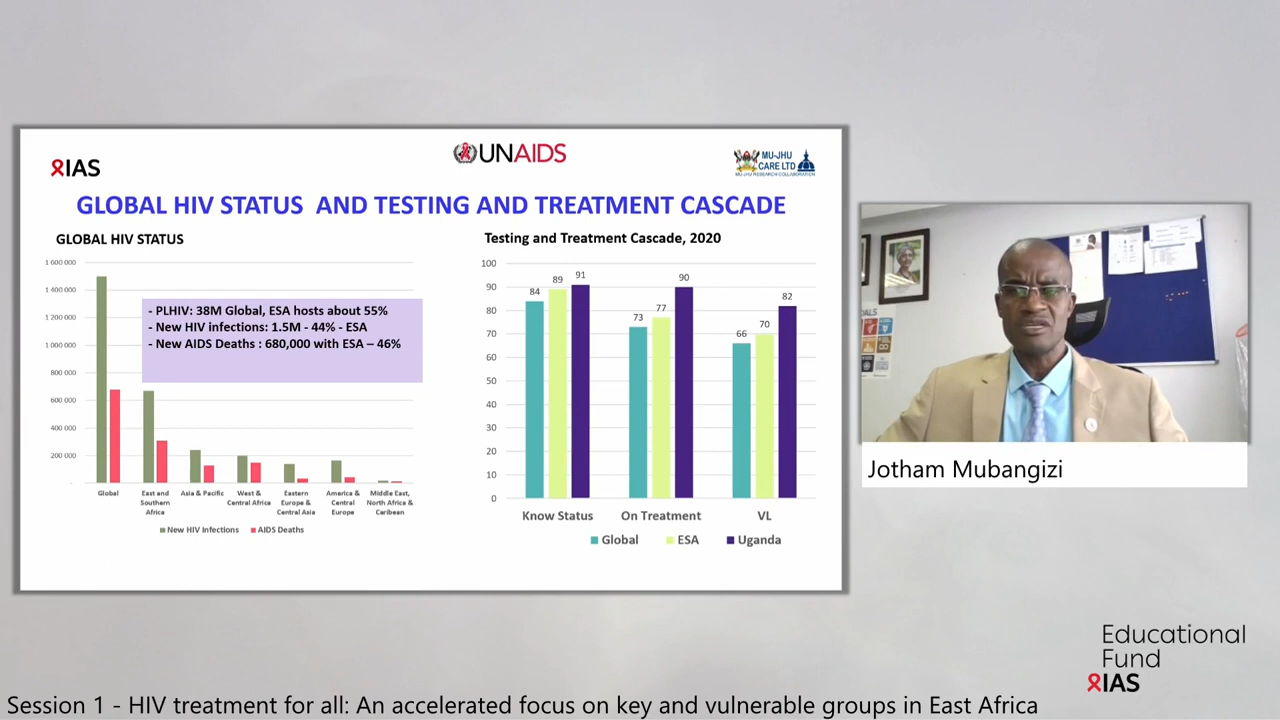 IAS
UNAIDS
MU-JHU
CARE LTD
MU-JHU RESEARCH COLLABORATION
GLOBAL HIV STATUS AND TESTING AND TREATMENT CASCADE
GLOBAL HIV STATUS
1 600 000
1 400 000
1 200 000
1 000 000
800 000
600 000
400 000
200 000
-
- PLHIV: 38M Global, ESA hosts about 55%
- New HIV infections: 1.5M - 44% - ESA
- New AIDS Deaths : 680,000 with ESA – 46%
Global
East and
Southern
Africa
Asia & Pacific
West &
Central Africa
Eastern
Europe &
Central Asia
America &
Central
Europe
Middle East,
North Africa &
Caribean
New HIV Infections
AIDS Deaths
Testing and Treatment Cascade, 2020
100
90
80
70
60
50
40
30
20
10
0
84
89
91
73
77
90
66
70
82
Know Status
On Treatment
VL
Global
ESA
Uganda
Jotham Mubangizi
Educational
Fund
IAS
Session 1 - HIV treatment for all: An accelerated focus on key and vulnerable groups in East Africa